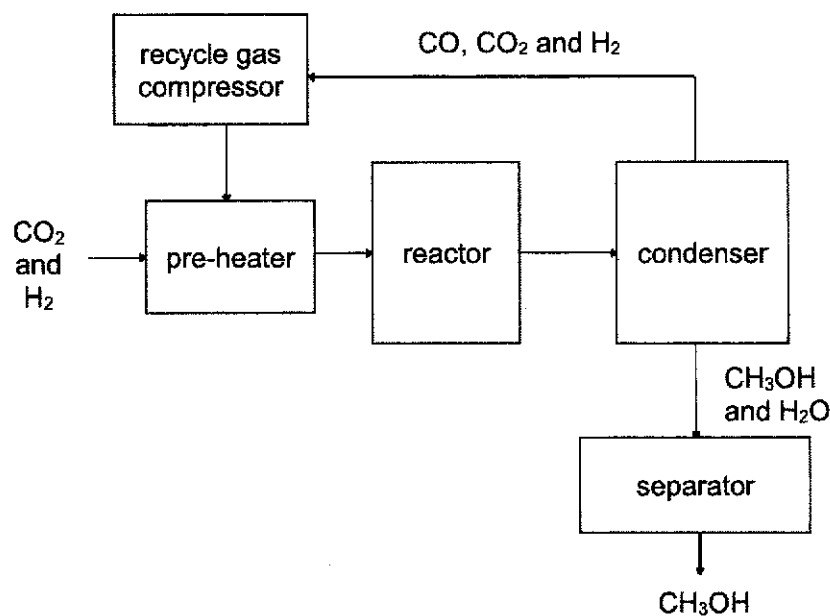 CO, CO₂ and H₂
recycle gas
compressor
CO₂
and
H₂
pre-heater
reactor
condenser
CH₃OH
and H₂O
separator
CH₃OH